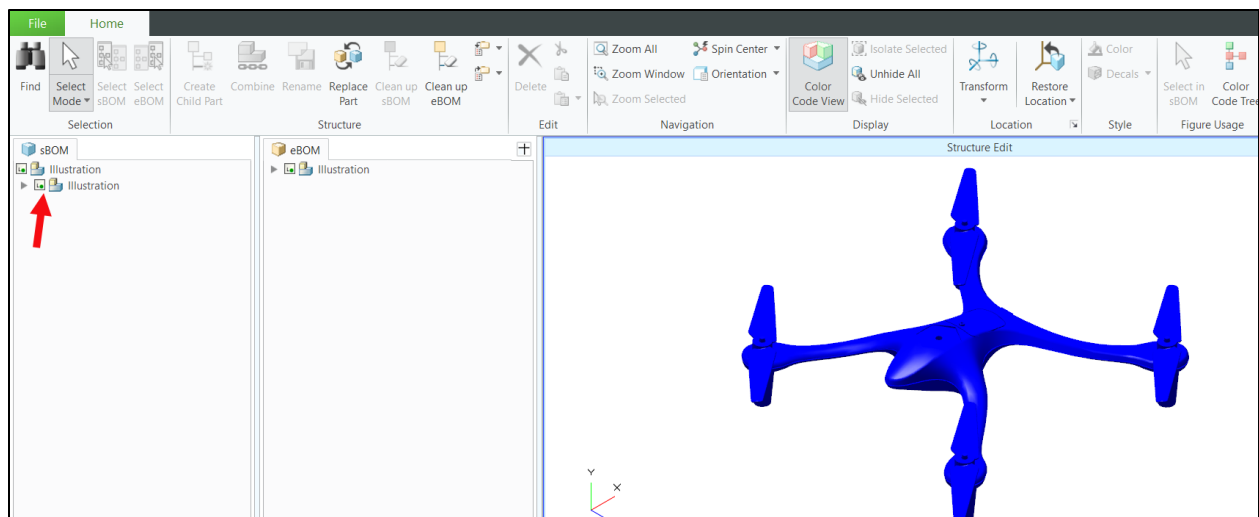 File Home
Find
Select Mode
Select sBOM
Select eBOM
Create Child Part
Combine
Rename
Replace Part
Clean up sBOM
Clean up eBOM
Delete
Zoom All
Zoom Window
Zoom Selected
Spin Center
Orientation
Color Code View
Isolate Selected
Unhide All
Hide Selected
Transform
Restore Location
Color
Decals
Select in sBOM
Color Tree
Selection Structure Edit Navigation Display Location Style Figure Usage
sBOM
Illustration
Illustration
eBOM
Illustration
Structure Edit
Y
X